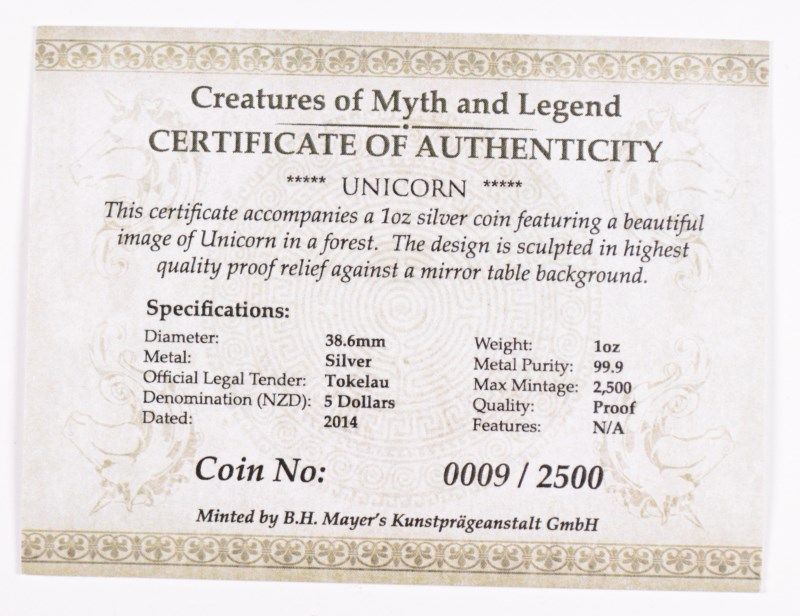 Creatures of Myth and Legend
CERTIFICATE OF AUTHENTICITY
***** UNICORN *****
This certificate accompanies a 1oz silver coin featuring a beautiful
image of Unicorn in a forest. The design is sculpted in highest
quality proof relief against a mirror table background.
Specifications:
Diameter: 38.6mm
Metal: Silver
Official Legal Tender: Tokelau
Denomination (NZD): 5 Dollars
Dated: 2014
Weight: 1oz
Metal Purity: 99.9
Max Mintage: 2,500
Quality: Proof
Features: N/A
Coin No: 0009 / 2500
Minted by B.H. Mayer's Kunstprägeanstalt GmbH